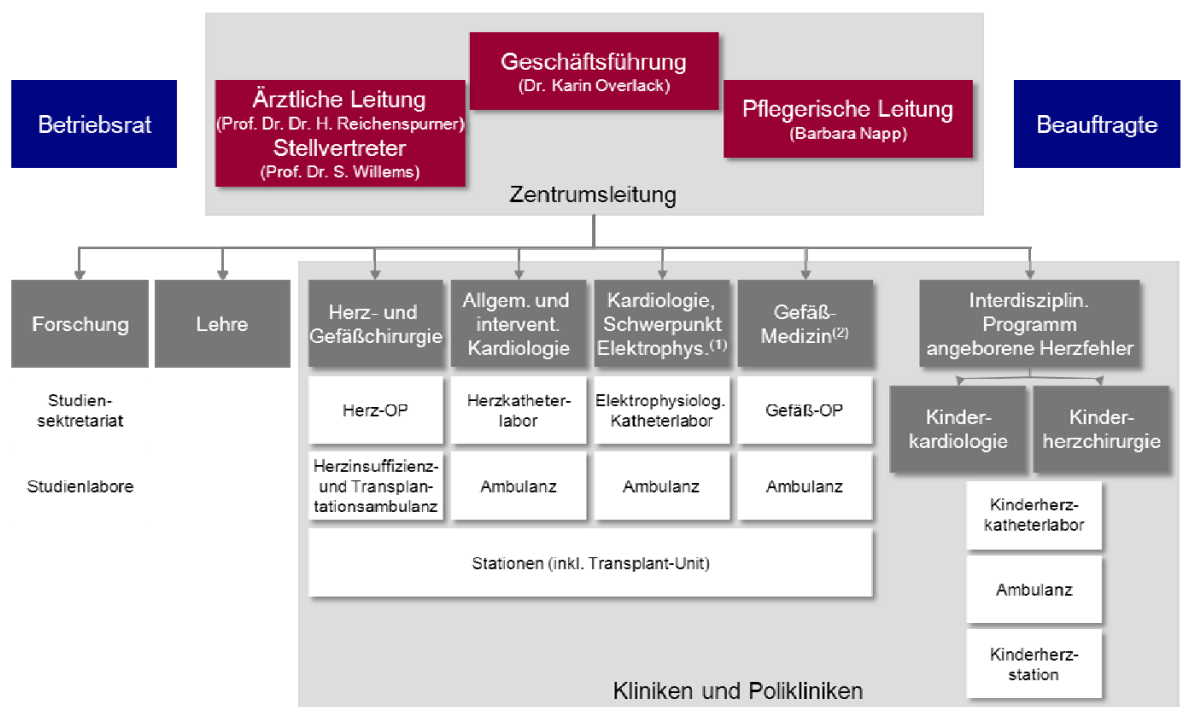 Geschäftsführung
(Dr. Karin Overlack)
Ärztliche Leitung
(Prof. Dr. Dr. H. Reichenspurner)
Stellvertreter
(Prof. Dr. S. Willems)
Pflegerische Leitung
(Barbara Napp)
Betriebsrat
Beauftragte
Zentrumsleitung
Forschung
Lehre
Herz- und
Gefäßchirurgie
Allgem. und
intervent.
Kardiologie
Kardiologie,
Schwerpunkt
Elektrophys.(1)
Gefäß-
Medizin(2)
Interdisziplin.
Programm
angeborene Herzfehler
Studien-
sekretariat
Studienlabore
Herz-OP
Herzkatheter-
labor
Elektrophysiolog.
Katheterlabor
Gefäß-OP
Herzinsuffizienz-
und Transplan-
tationsambulanz
Ambulanz
Ambulanz
Ambulanz
Stationen (inkl. Transplant-Unit)
Kinder-
kardiologie
Kinder-
herzchirurgie
Kinderherz-
katheterlabor
Ambulanz
Kinderherz-
station
Kliniken und Polikliniken